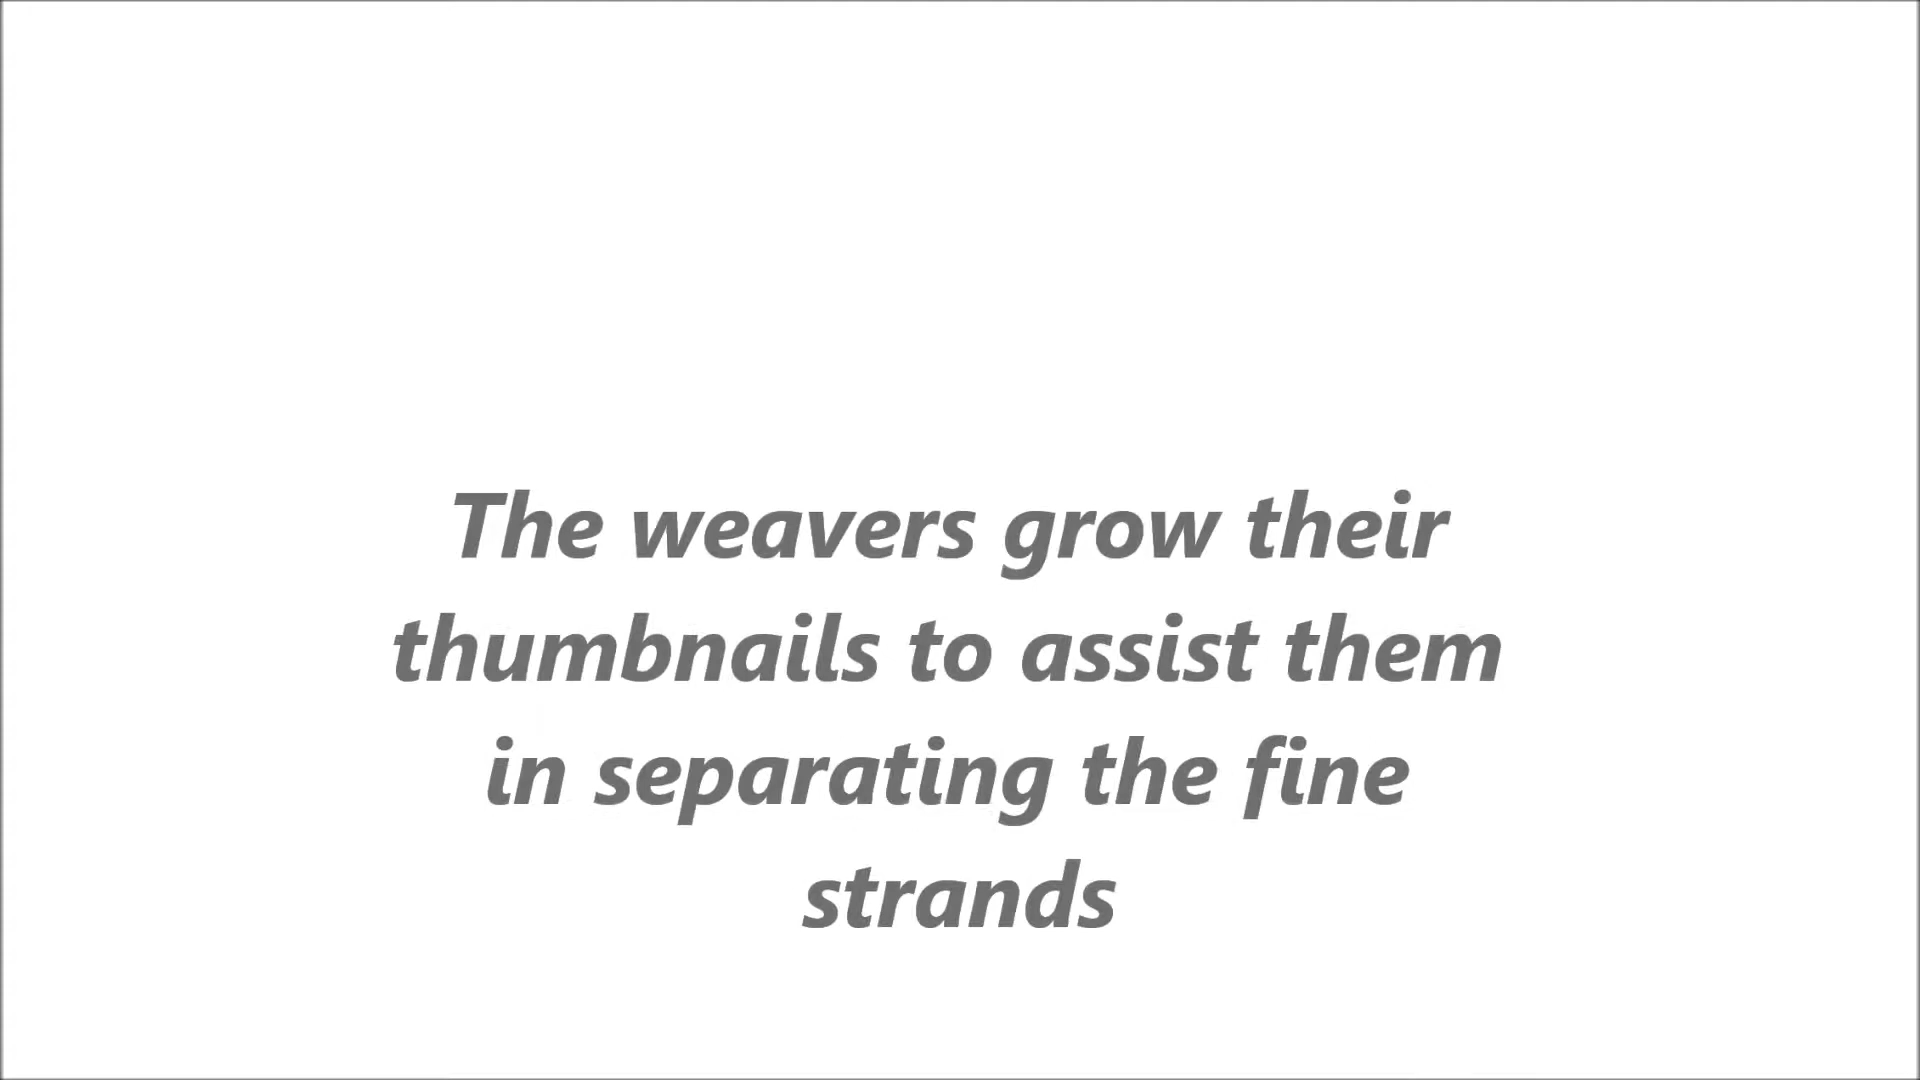 The weavers grow their
thumbnails to assist them
in separating the fine
strands